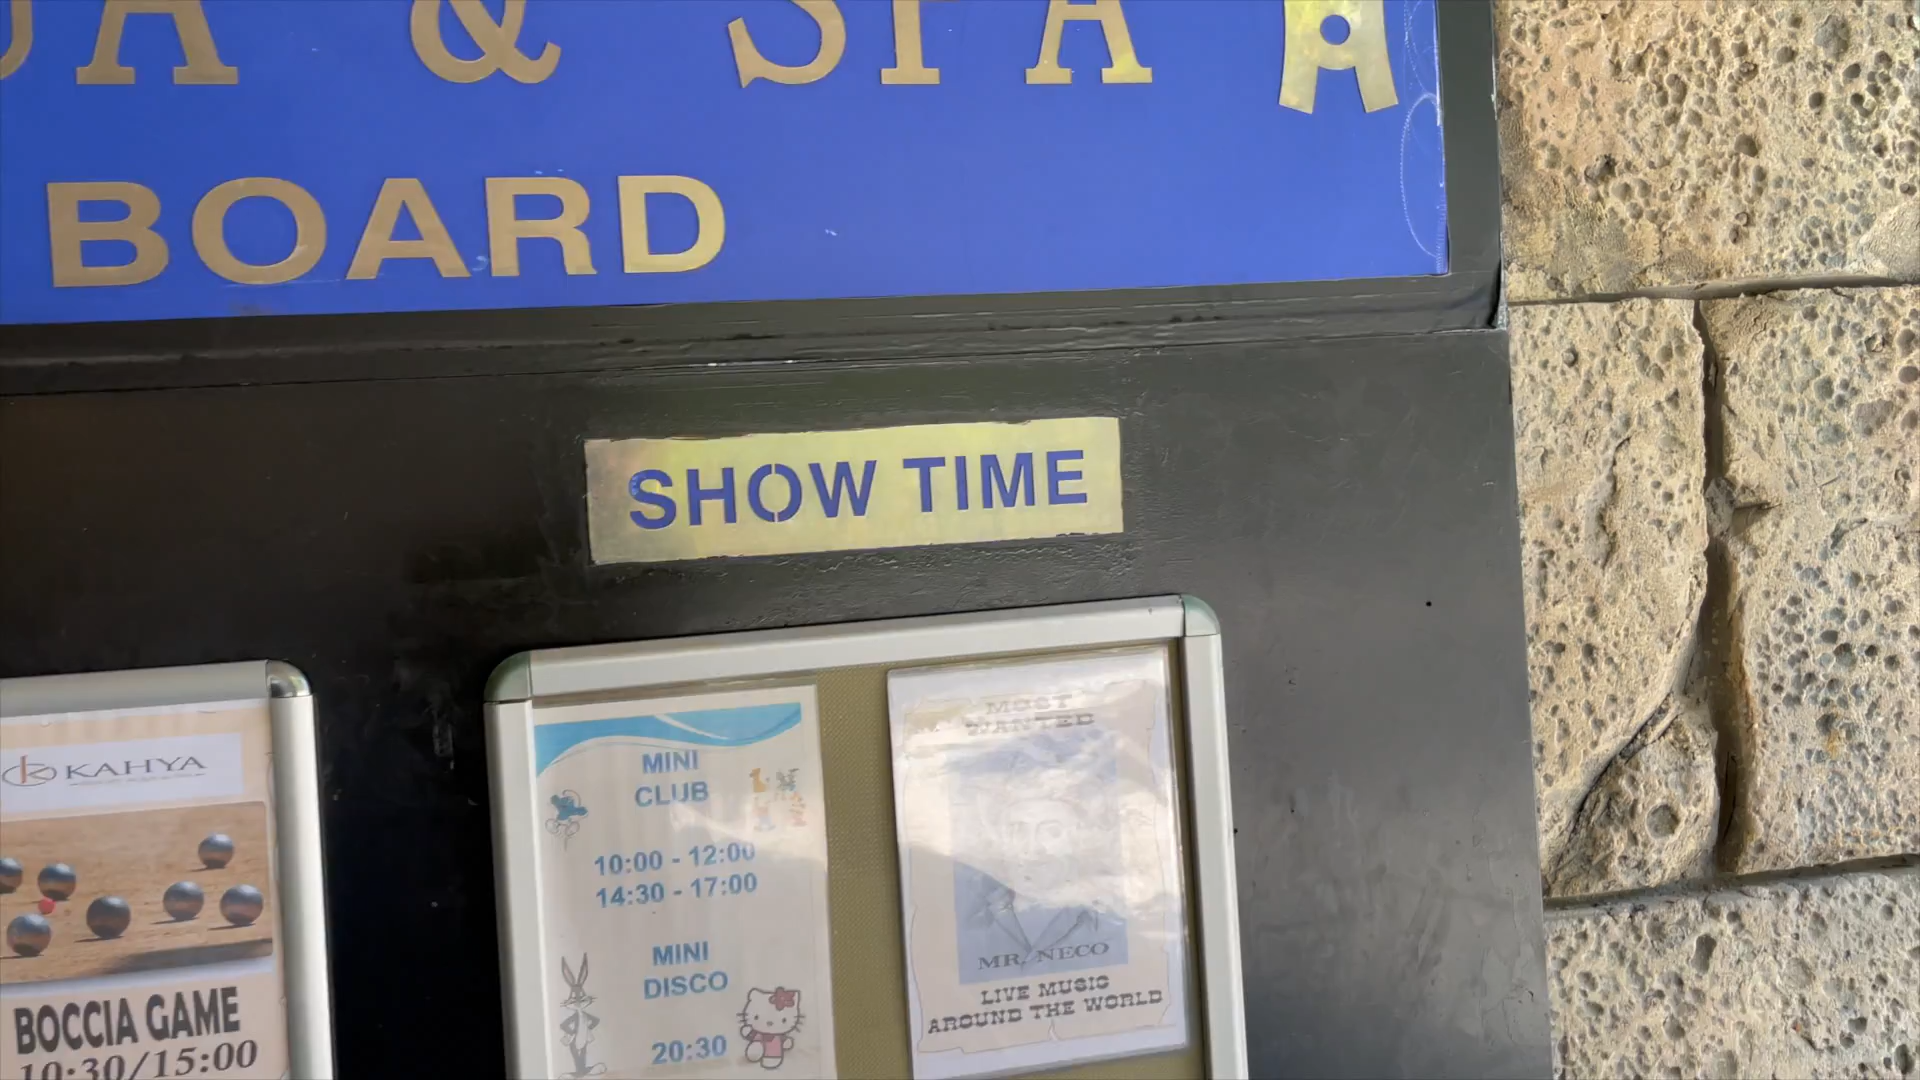 & SPA
BOARD
SHOW TIME
KAHYA
BOCCIA GAME
10:30/15:00
MINI
CLUB
10:00 - 12:00
14:30 - 17:00
MINI
DISCO
20:30
MOST
WANTED
MR. NECO
LIVE MUSIC
AROUND THE WORLD